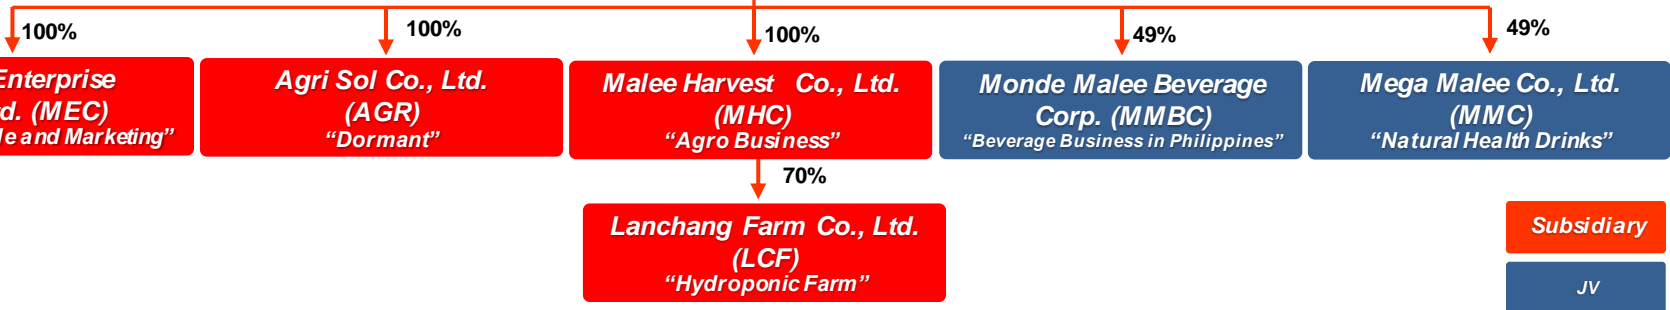 100%
100%
100%
49%
49%
Enterprise
(MEC)
and Marketing”
Agri Sol Co., Ltd.
(AGR)
“Dormant”
Malee Harvest Co., Ltd.
(MHC)
“Agro Business”
Monde Malee Beverage
Corp. (MMBC)
“Beverage Business in Philippines”
Mega Malee Co., Ltd.
(MMC)
“Natural Health Drinks”
70%
Lanchang Farm Co., Ltd.
(LCF)
“Hydroponic Farm”
Subsidiary
JV